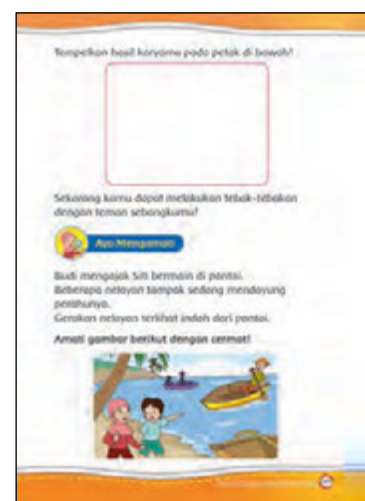 Tempelkan hasil karyamu pada petak di bawah!
Sekarang kamu dapat melakukan tebak-tebakan
dengan teman sebangkumu!
Ayo Mengamati
Budi mengajak Siti bermain di pantai.
Beberapa nelayan tampak sedang mendayung
perahunya.
Gerakan nelayan terlihat indah dari pantai.
Amati gambar berikut dengan cermat!